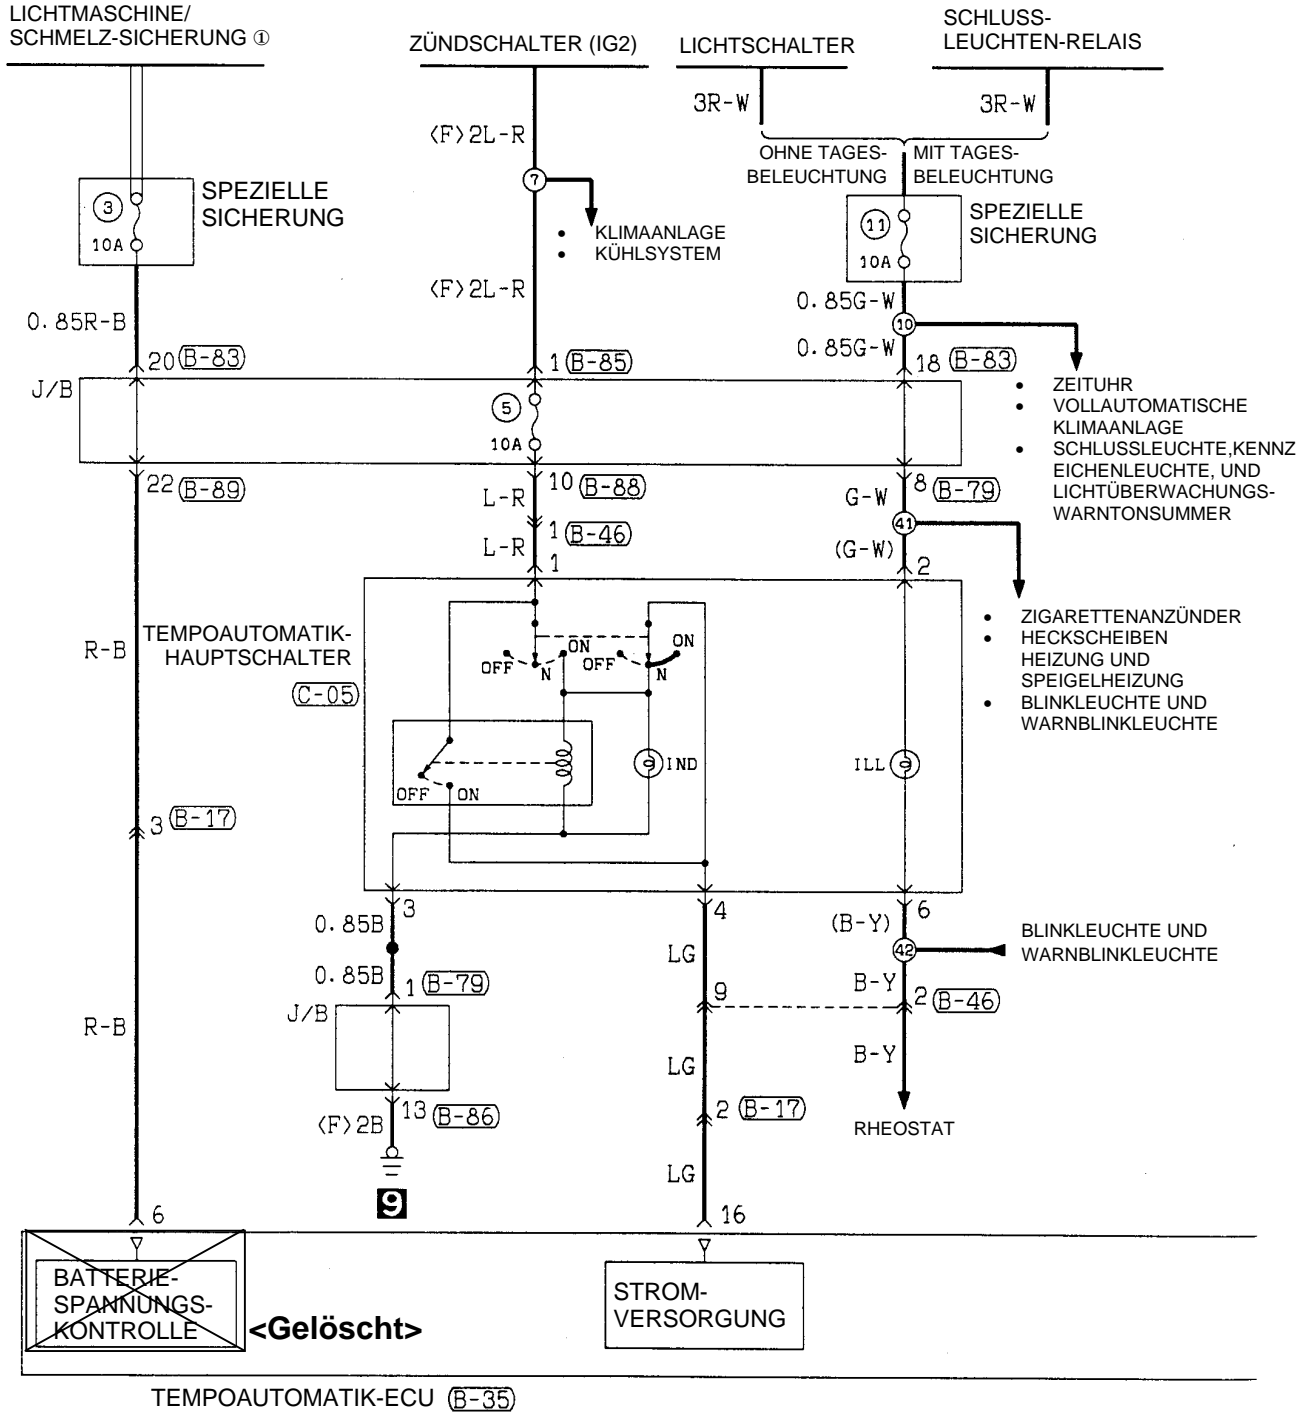 LICHTMASCHINE/
SCHMELZ-SICHERUNG ①
ZÜNDSCHALTER (IG2)
LICHTSCHALTER
SCHLUSS-
LEUCHTEN-RELAIS
3R-W
3R-W
<F>2L-R
OHNE TAGES-
BELEUCHTUNG
MIT TAGES-
BELEUCHTUNG
7
3
10A
SPEZIELLE
SICHERUNG
• KLIMAANLAGE
• KÜHLSYSTEM
11
10A
SPEZIELLE
SICHERUNG
<F>2L-R
0.85G-W
0.85R-B
10
0.85G-W
20 B-83
1 B-85
18 B-83
J/B
5
10A
• ZEITUHR
• VOLLAUTOMATISCHE
KLIMAANLAGE
• SCHLUSSLEUCHTE,KENNZ
EICHENLEUCHTE, UND
LICHTÜBERWACHUNGS-
WARNTONSUMMER
22 B-89
10 B-88
8 B-79
L-R
G-W
1 B-46
41
L-R
(G-W)
1
2
• ZIGARETTENANZÜNDER
• HECKSCHEIBEN
HEIZUNG UND
SPEIGELHEIZUNG
• BLINKLEUCHTE UND
WARNBLINKLEUCHTE
R-B
TEMPOAUTOMATIK-
HAUPTSCHALTER
C-05
OFF
N
ON
OFF
N
ON
OFF
ON
IND
ILL
3 B-17
3
4
6
0.85B
(B-Y)
BLINKLEUCHTE UND
WARNBLINKLEUCHTE
LG
42
0.85B
1 B-79
B-Y
9
2 B-46
J/B
R-B
LG
B-Y
13 B-86
2 B-17
<F>2B
RHEOSTAT
LG
9
6
16
BATTERIE-
SPANNUNGS-
KONTROLLE
<Gelöscht>
STROM-
VERSORGUNG
TEMPOAUTOMATIK-ECU B-35